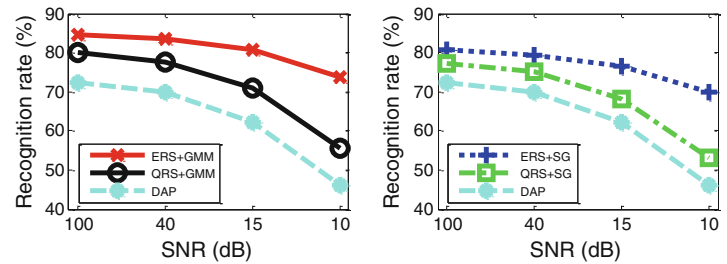 Recognition rate (%)
90
80
70
60
50
40
ERS+GMM
QRS+GMM
DAP
100
40
15
10
SNR (dB)
Recognition rate (%)
90
80
70
60
50
40
ERS+SG
QRS+SG
DAP
100
40
15
10
SNR (dB)